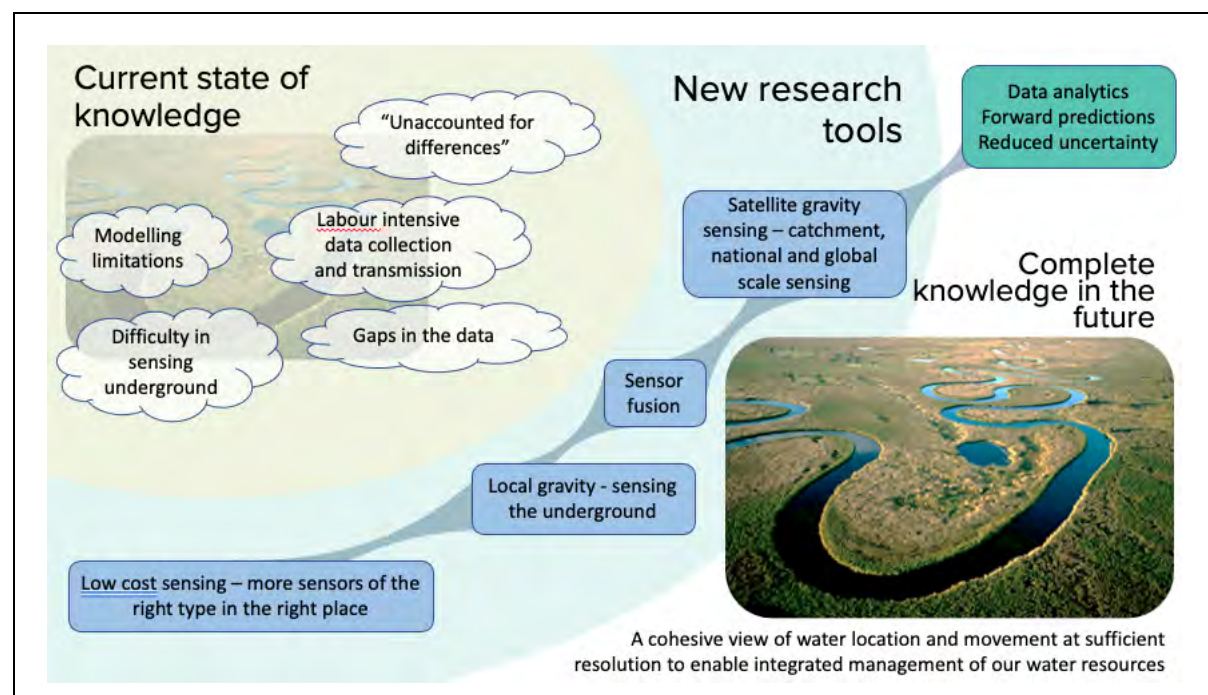 Current state of
knowledge
“Unaccounted for
differences”
Modelling
limitations
Labour intensive
data collection
and transmission
Difficulty in
sensing
underground
Gaps in the data
New research
tools
Data analytics
Forward predictions
Reduced uncertainty
Satellite gravity
sensing – catchment,
national and global
scale sensing
Sensor
fusion
Local gravity - sensing
the underground
Low cost sensing – more sensors of the
right type in the right place
Complete
knowledge in the
future
A cohesive view of water location and movement at sufficient
resolution to enable integrated management of our water resources